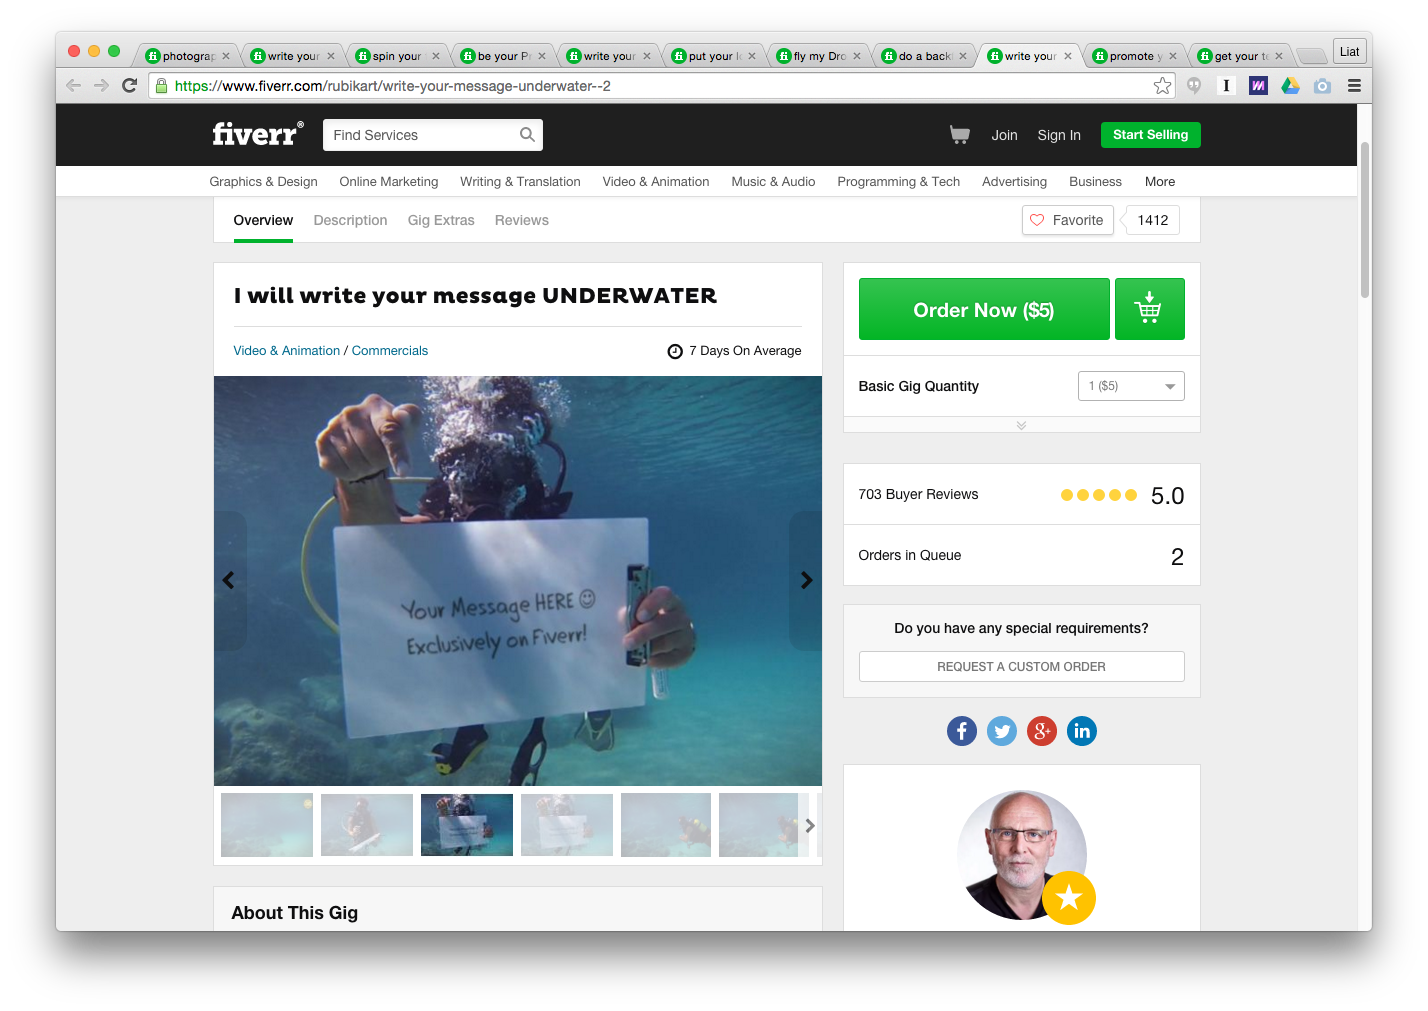 photograp
write your
spin your
be your P
write your
put your l
fly my Dro
do a back
write your
promote y
get your te
Liat
https://www.fiverr.com/rubikart/write-your-message-underwater--2
fiverr®
Find Services
Join
Sign In
Start Selling
Graphics & Design
Online Marketing
Writing & Translation
Video & Animation
Music & Audio
Programming & Tech
Advertising
Business
More
Overview
Description
Gig Extras
Reviews
Favorite
1412
I will write your message UNDERWATER
Video & Animation / Commercials
7 Days On Average
Your Message HERE ☺
Exclusively on Fiverr!
About This Gig
Order Now ($5)
Basic Gig Quantity
1 ($5)
703 Buyer Reviews
5.0
Orders in Queue
2
Do you have any special requirements?
REQUEST A CUSTOM ORDER